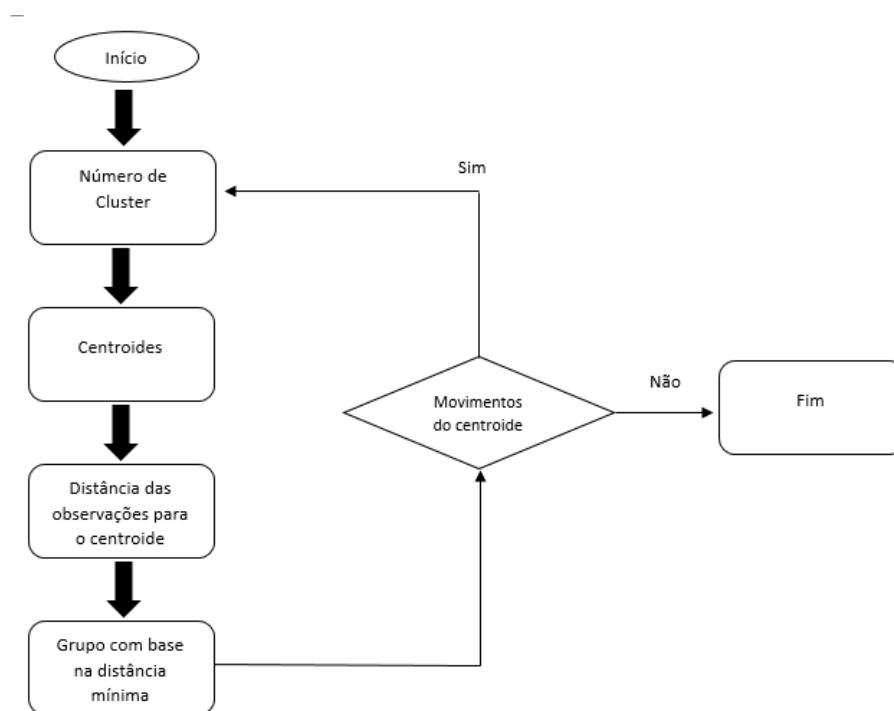 Início
Número de
Cluster
Centroides
Distância das
observações para
o centroide
Grupo com base
na distância
mínima
Sim
Movimentos
do centroide
Não
Fim